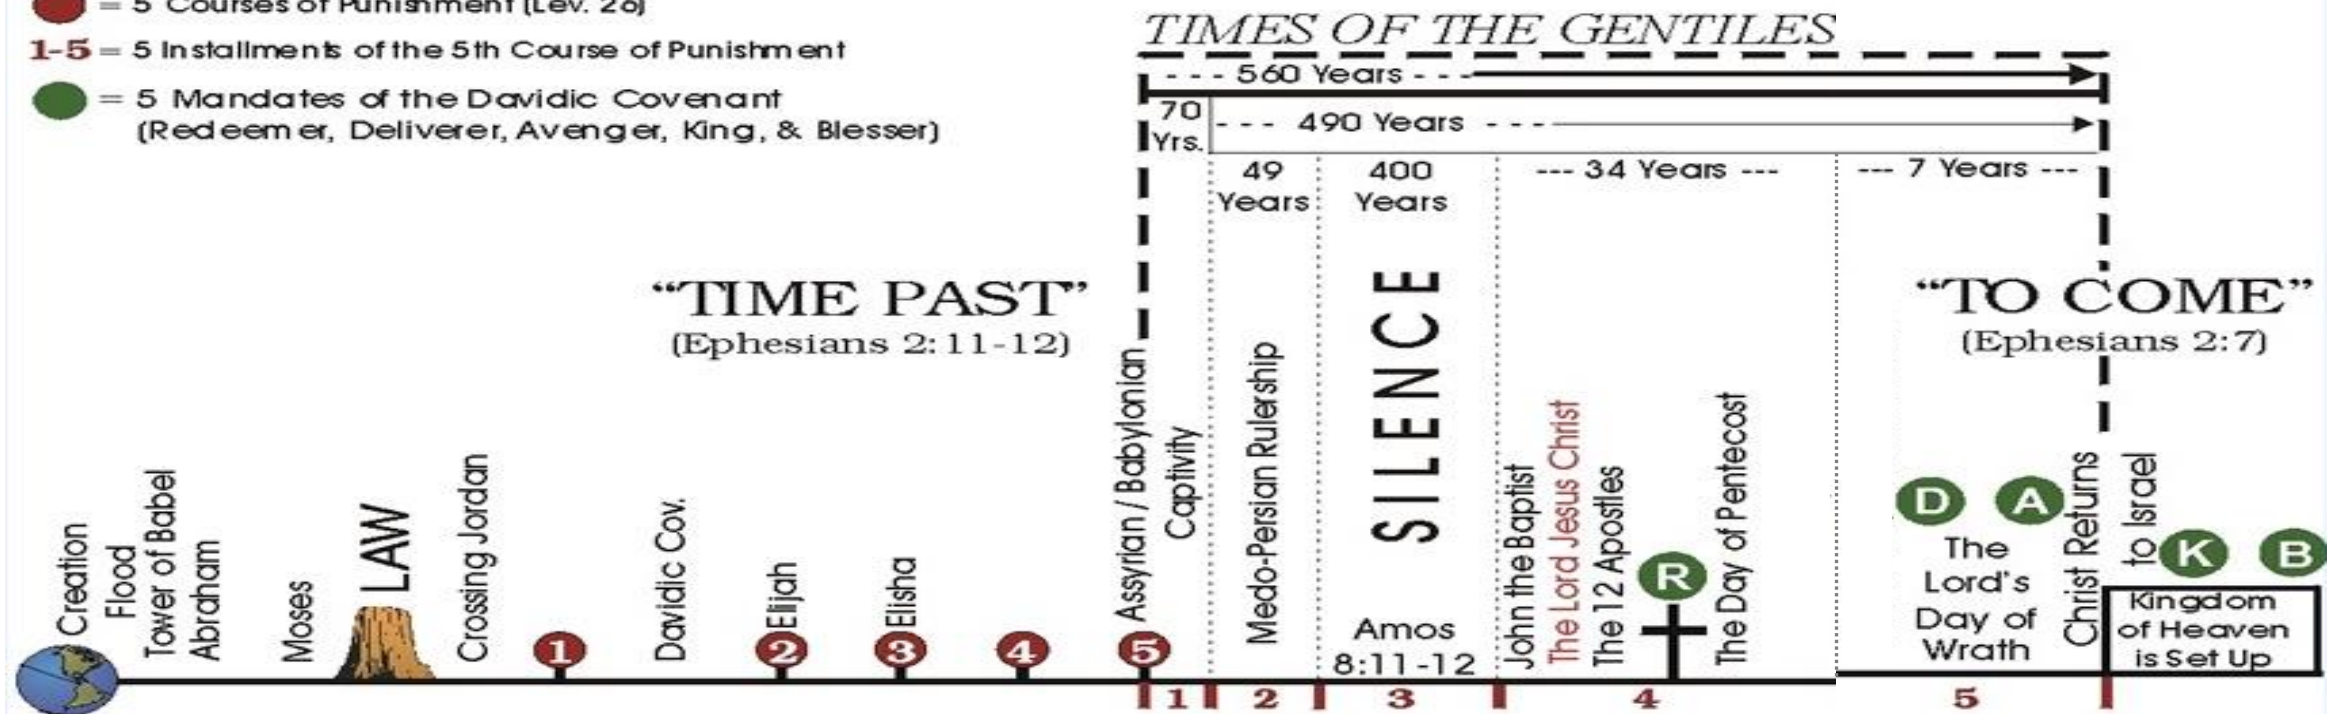 = 5 Courses of Punishment (Lev. 26)
1-5 = 5 Installments of the 5th Course of Punishment
= 5 Mandates of the Davidic Covenant
(Redeemer, Deliverer, Avenger, King, & Blesser)
TIMES OF THE GENTILES
- - - 560 Years - - -
70
Yrs.
- - - 490 Years - - -
49
Years
400
Years
--- 34 Years ---
--- 7 Years ---
"TIME PAST"
(Ephesians 2:11-12)
"TO COME"
(Ephesians 2:7)
Creation
Flood
Tower of Babel
Abraham
Moses
LAW
Crossing Jordan
1
Davidic Cov.
2
Elijah
3
Elisha
4
5
Assyrian / Babylonian
Captivity
Medo-Persian Rulership
SILENCE
Amos
8:11-12
John the Baptist
The Lord Jesus Christ
The 12 Apostles
R
The Day of Pentecost
D
A
The
Lord's
Day of
Wrath
Christ Returns
to Israel
K
B
Kingdom
of Heaven
is Set Up
1
2
3
4
5